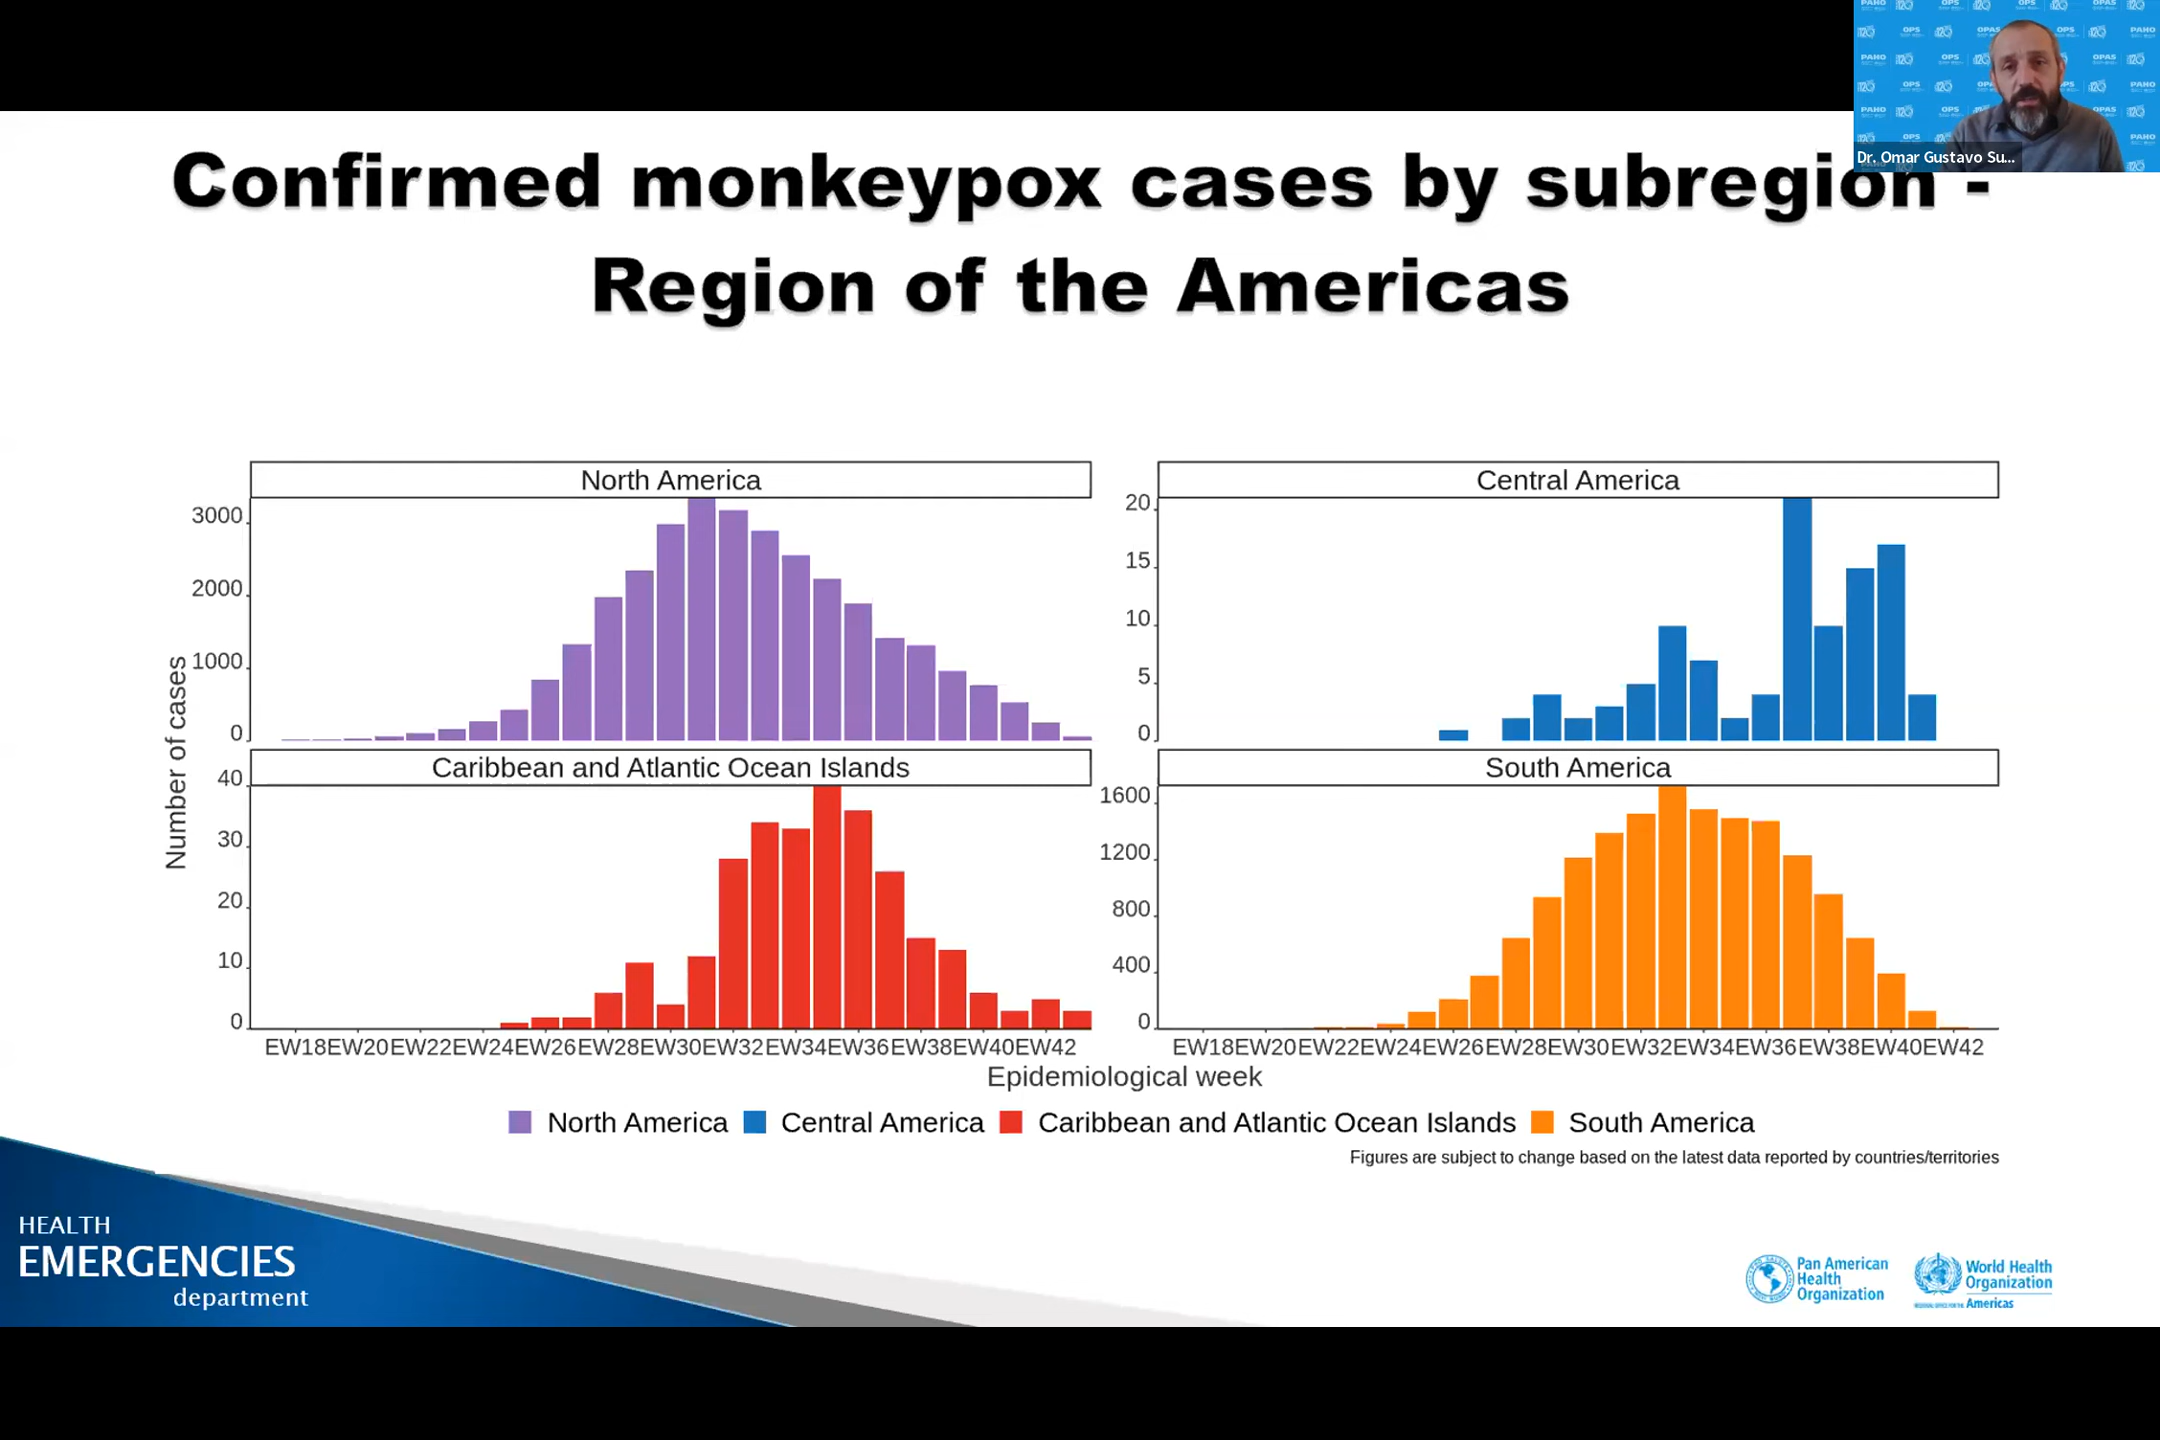 Dr. Omar Gustavo Su...
Confirmed monkeypox cases by subregion -
Region of the Americas
Number of cases
North America
3000
2000
1000
0
Central America
20
15
10
5
0
Caribbean and Atlantic Ocean Islands
40
30
20
10
0
EW18EW20EW22EW24EW26EW28EW30EW32EW34EW36EW38EW40EW42
South America
1600
1200
800
400
0
EW18EW20EW22EW24EW26EW28EW30EW32EW34EW36EW38EW40EW42
Epidemiological week
North America Central America Caribbean and Atlantic Ocean Islands South America
Figures are subject to change based on the latest data reported by countries/territories
HEALTH
EMERGENCIES
department
Pan American
Health
Organization
World Health
Organization
REGIONAL OFFICE FOR THE Americas